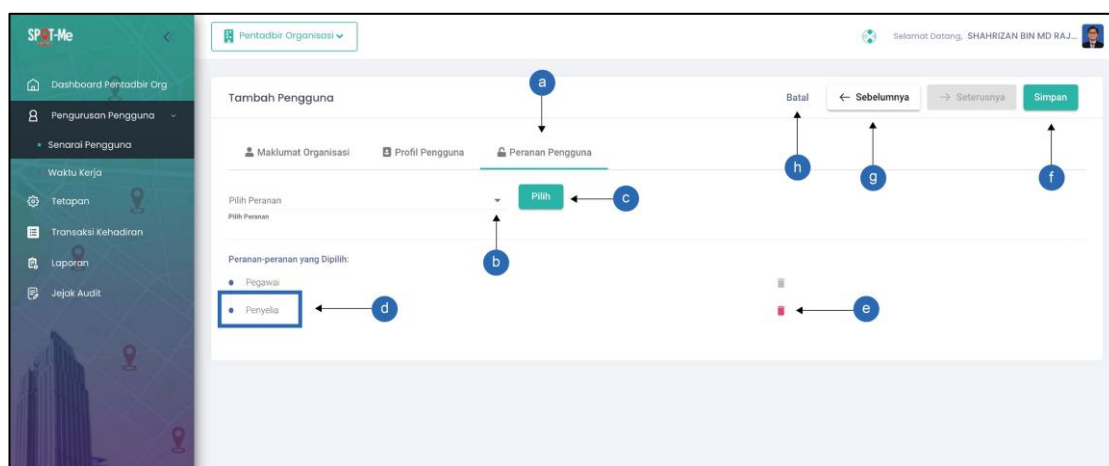 SPOT-Me
Pentadbir Organisasi
Selamat Datang, SHAHRIZAN BIN MD RAJ...
Dashboard Pentadbir Org
Pengurusan Pengguna
Senarai Pengguna
Waktu Kerja
Tetapan
Transaksi Kehadiran
Laporan
Jejak Audit
a
Tambah Pengguna
Batal
← Sebelumnya
→ Seterusnya
Simpan
Maklumat Organisasi
Profil Pengguna
Peranan Pengguna
h
g
f
Pilih Peranan
Pilih
c
Pilih Peranan
b
Peranan-peranan yang Dipilih:
Pegawai
Penyelia
d
e